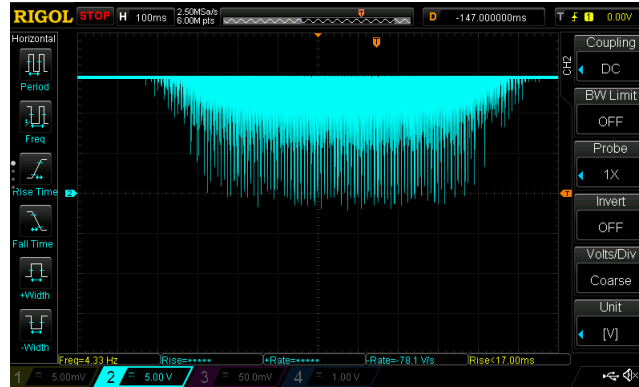 RIGOL STOP H 100ms 2.50MSa/s 6.00M pts D -147.000000ms T 1 0.00V
Horizontal
Period
Freq
Rise Time
Fall Time
+Width
-Width
T
2
T
CH2
Coupling
DC
BW Limit
OFF
Probe
1X
Invert
OFF
Volts/Div
Coarse
Unit
[V]
Freq=4.33 Hz Rise=***** +Rate=***** -Rate=-78.1 V/s Rise<17.00ms
1 = 5.00mV 2 = 5.00 V 3 = 50.0mV 4 = 1.00 V